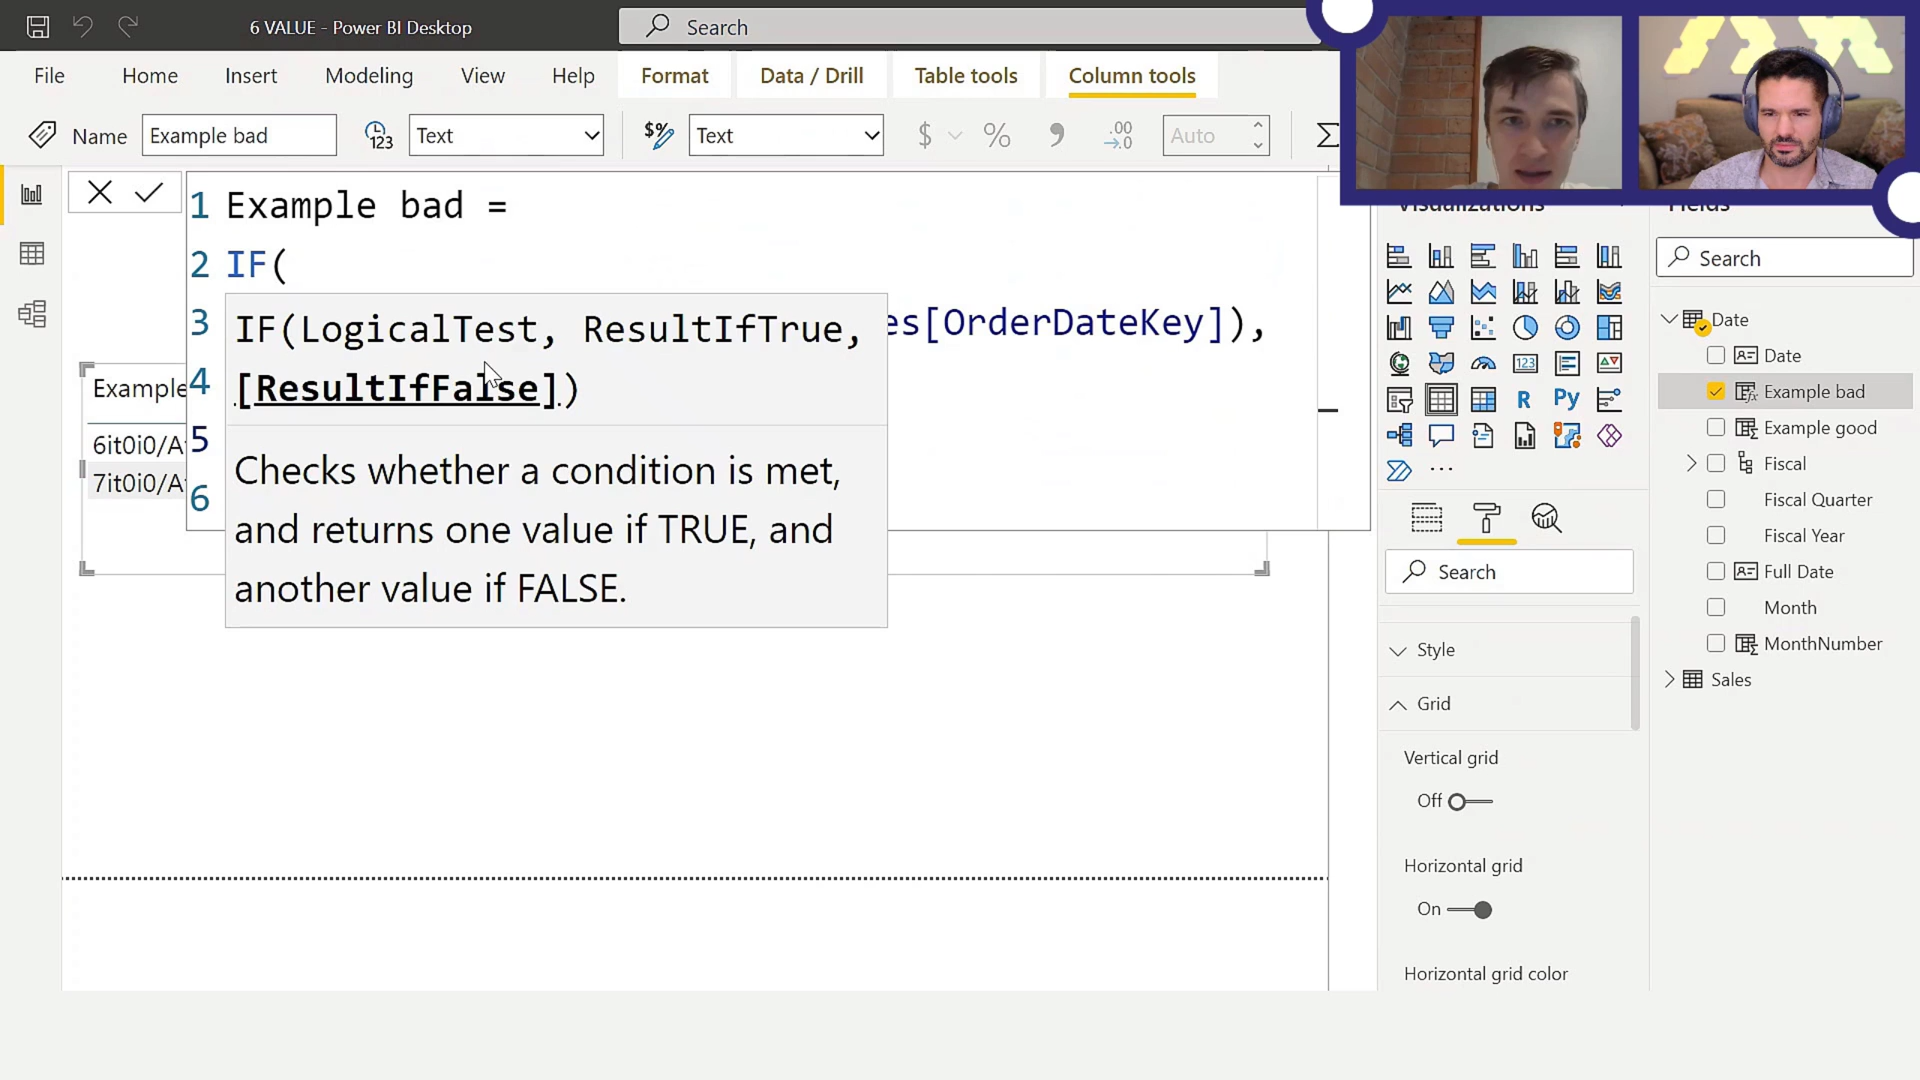 6 VALUE - Power BI Desktop
Search
File Home Insert Modeling View Help Format Data / Drill Table tools Column tools
Name Example bad
Text
Text
$ % Auto
1 Example bad =
2 IF(
3 es[OrderDateKey]),
4
5
6
IF(LogicalTest, ResultIfTrue,
[ResultIfFalse])
Checks whether a condition is met,
and returns one value if TRUE, and
another value if FALSE.
Example
6it0i0/A
7it0i0/A
Visualizations
R Py
Search
Style
Grid
Vertical grid
Off
Horizontal grid
On
Horizontal grid color
Fields
Search
Date
Date
Example bad
Example good
Fiscal
Fiscal Quarter
Fiscal Year
Full Date
Month
MonthNumber
Sales